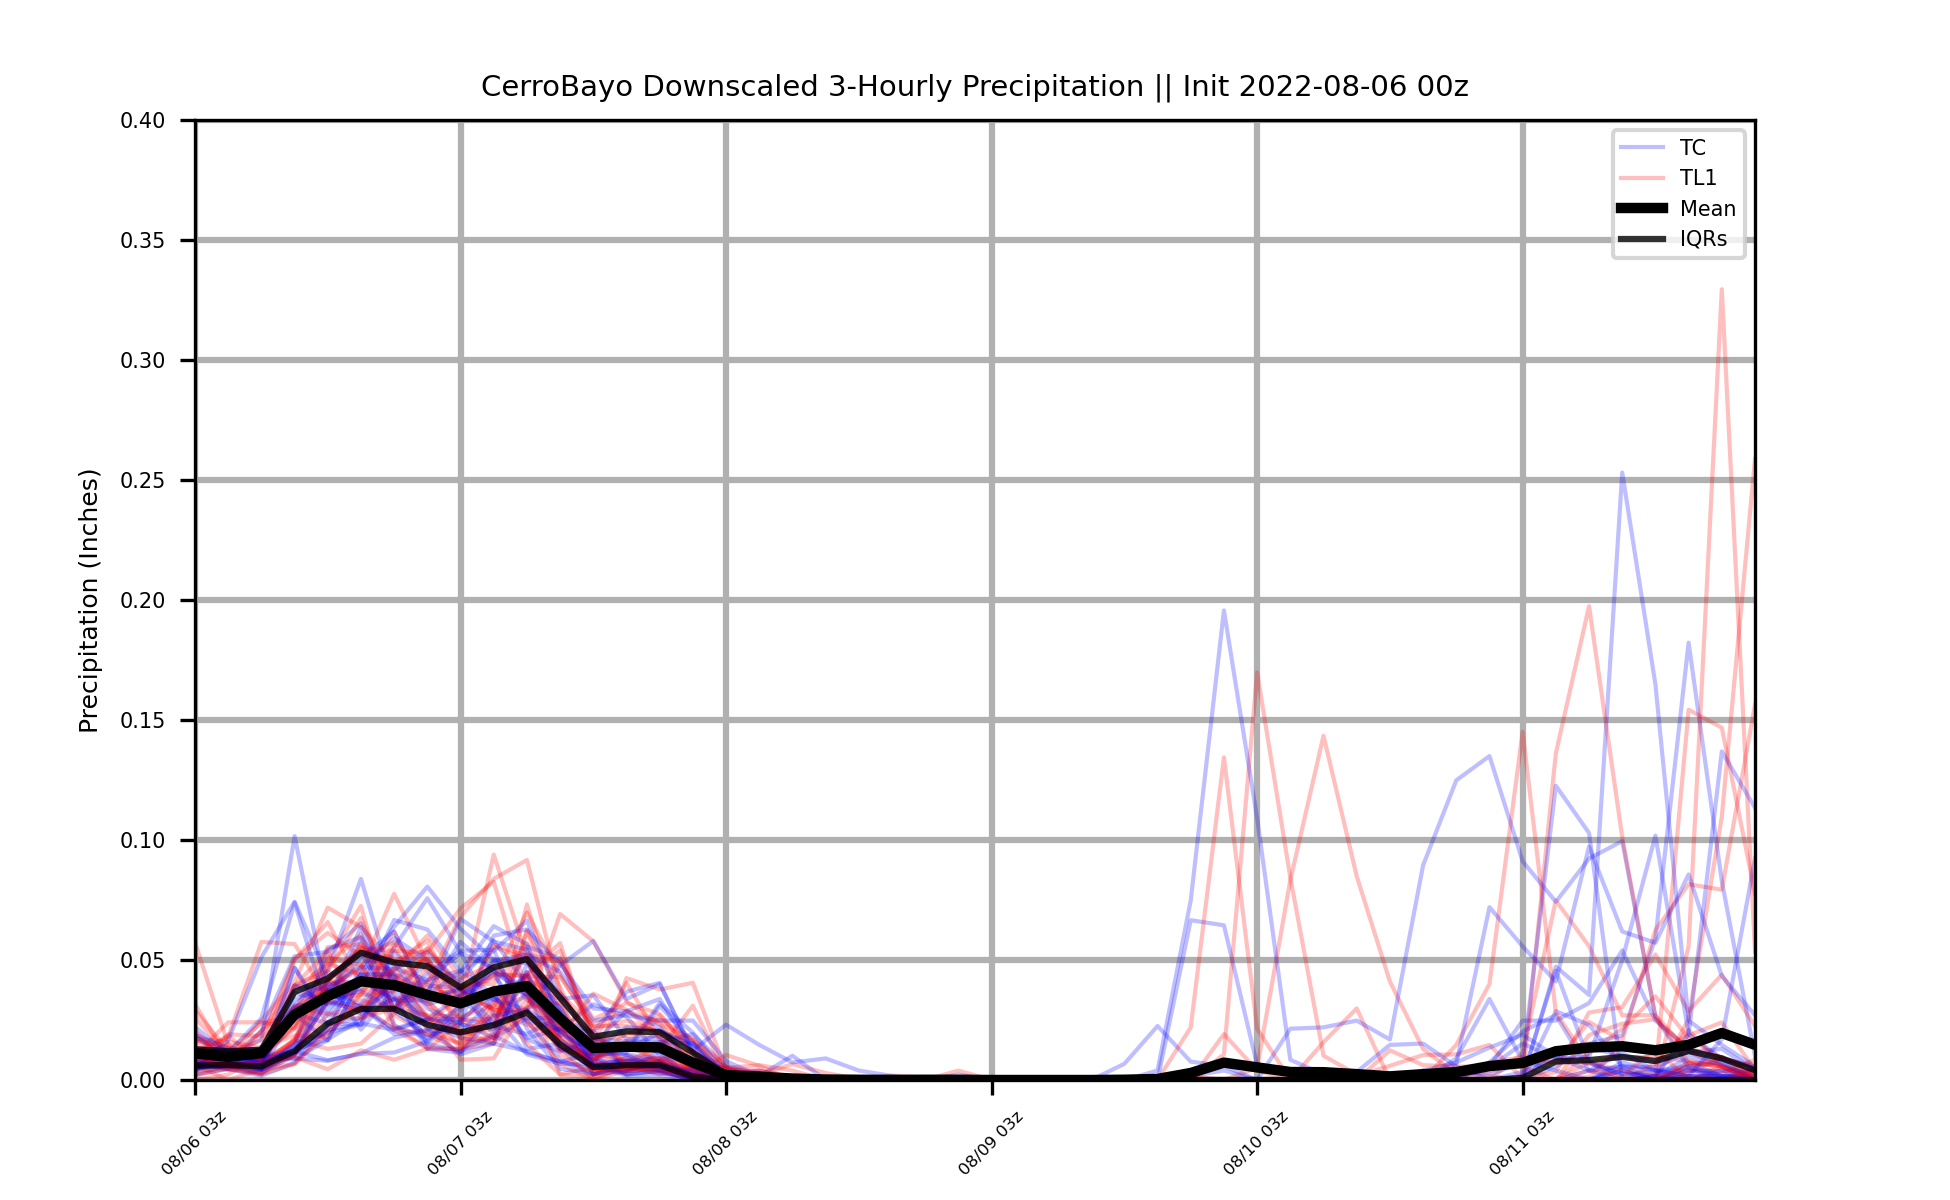 CerroBayo Downscaled 3-Hourly Precipitation || Init 2022-08-06 00z
TC
TL1
Mean
IQRs
Precipitation (Inches)
0.40
0.35
0.30
0.25
0.20
0.15
0.10
0.05
0.00
08/06 03z
08/07 03z
08/08 03z
08/09 03z
08/10 03z
08/11 03z